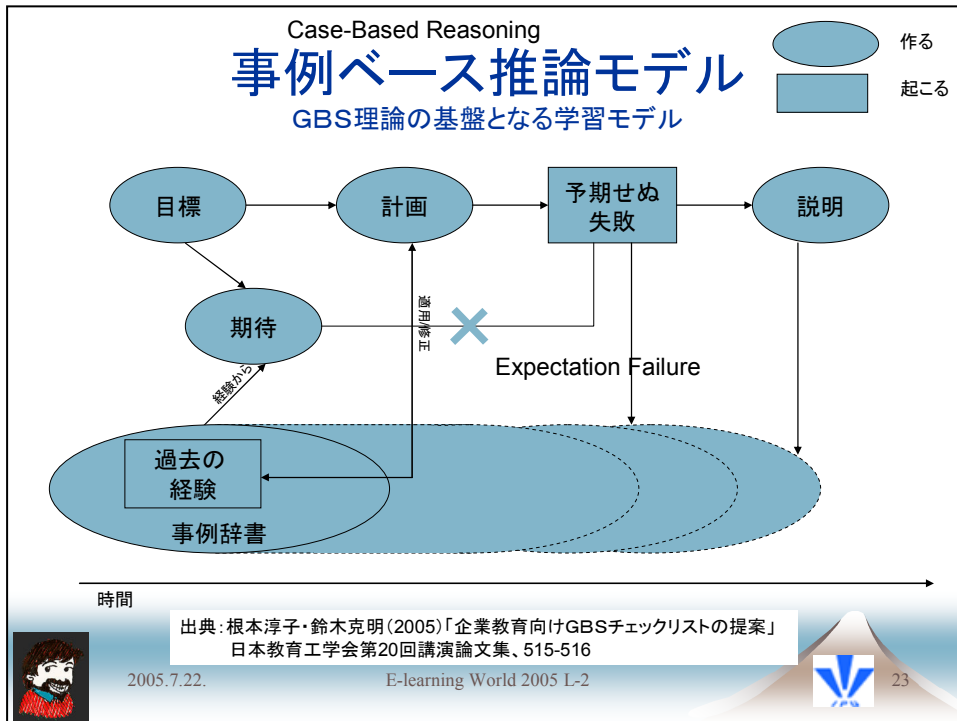 Case-Based Reasoning
事例ベース推論モデル
GBS理論の基盤となる学習モデル
作る
起こる
目標
計画
予期せぬ
失敗
説明
期待
適用/修正
Expectation Failure
経験から
過去の
経験
事例辞書
時間
出典:根本淳子・鈴木克明(2005)「企業教育向けGBSチェックリストの提案」
日本教育工学会第20回講演論文集、515-516
2005.7.22.
E-learning World 2005 L-2
23